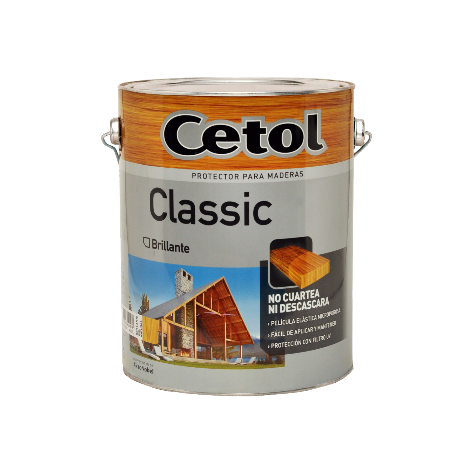 Cetol
PROTECTOR PARA MADERAS
Classic
Brillante
NO CUARTEA
NI DESCASCARA
• PELÍCULA ELÁSTICA MICROPOROSA
• FÁCIL DE APLICAR Y MANTENER
• PROTECCIÓN CON FILTRO UV
AkzoNobel